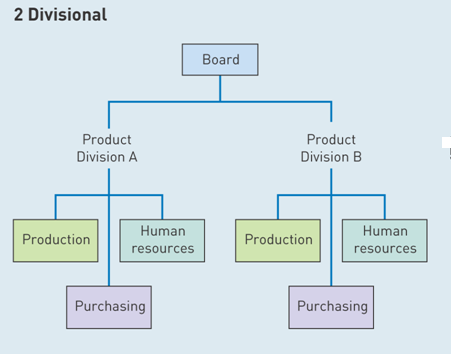 2 Divisional
Board
Product
Division A
Product
Division B
Production
Human
resources
Production
Human
resources
Purchasing
Purchasing